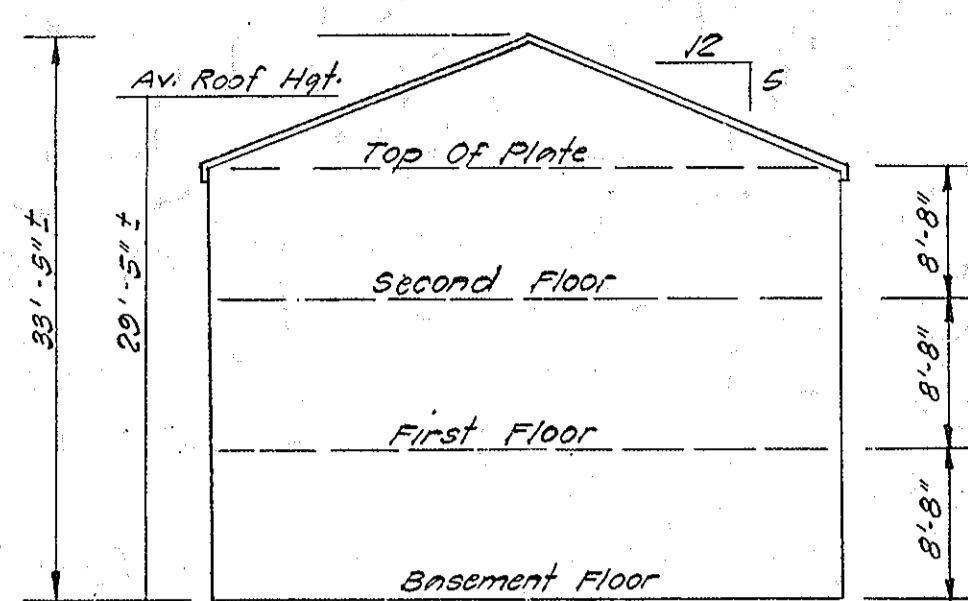 12
Av. Roof Hgt.
5
Top Of Plate
33'-5"±
29'-5"±
8'-8"
Second Floor
8'-8"
First Floor
8'-8"
Basement Floor